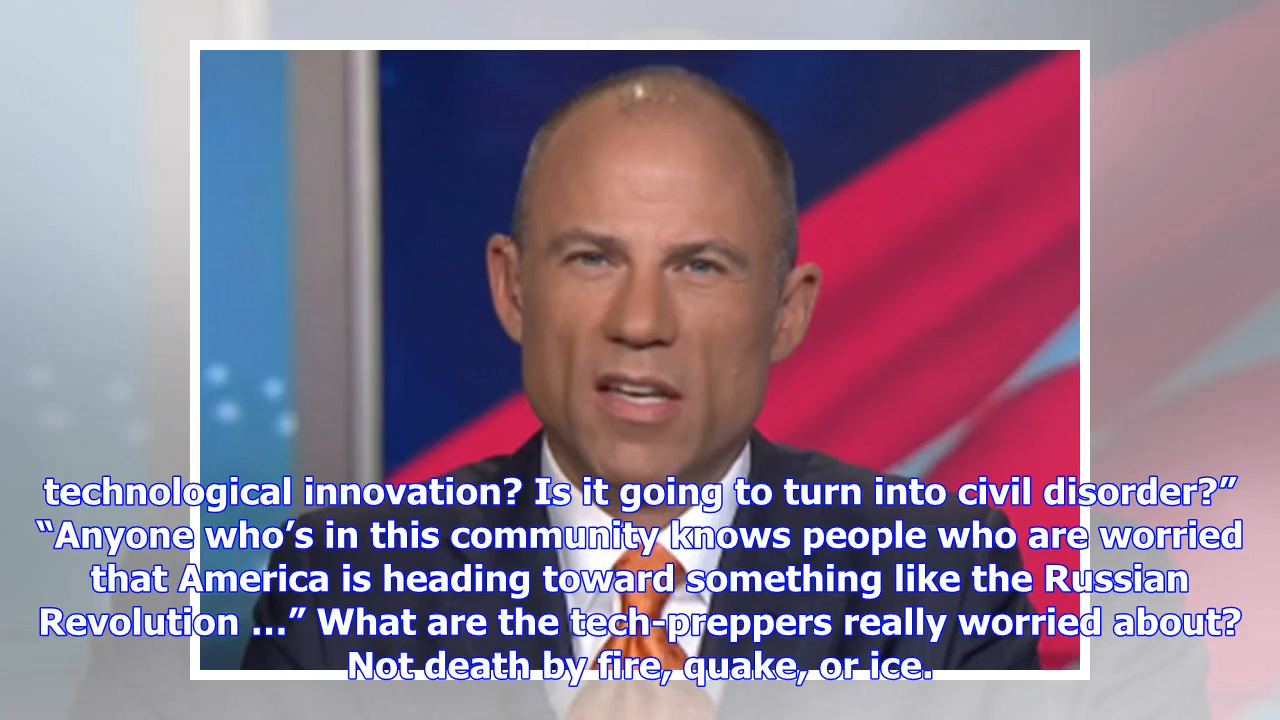 technological innovation? Is it going to turn into civil disorder?”
“Anyone who’s in this community knows people who are worried
that America is heading toward something like the Russian
Revolution ...” What are the tech-preppers really worried about?
Not death by fire, quake, or ice.